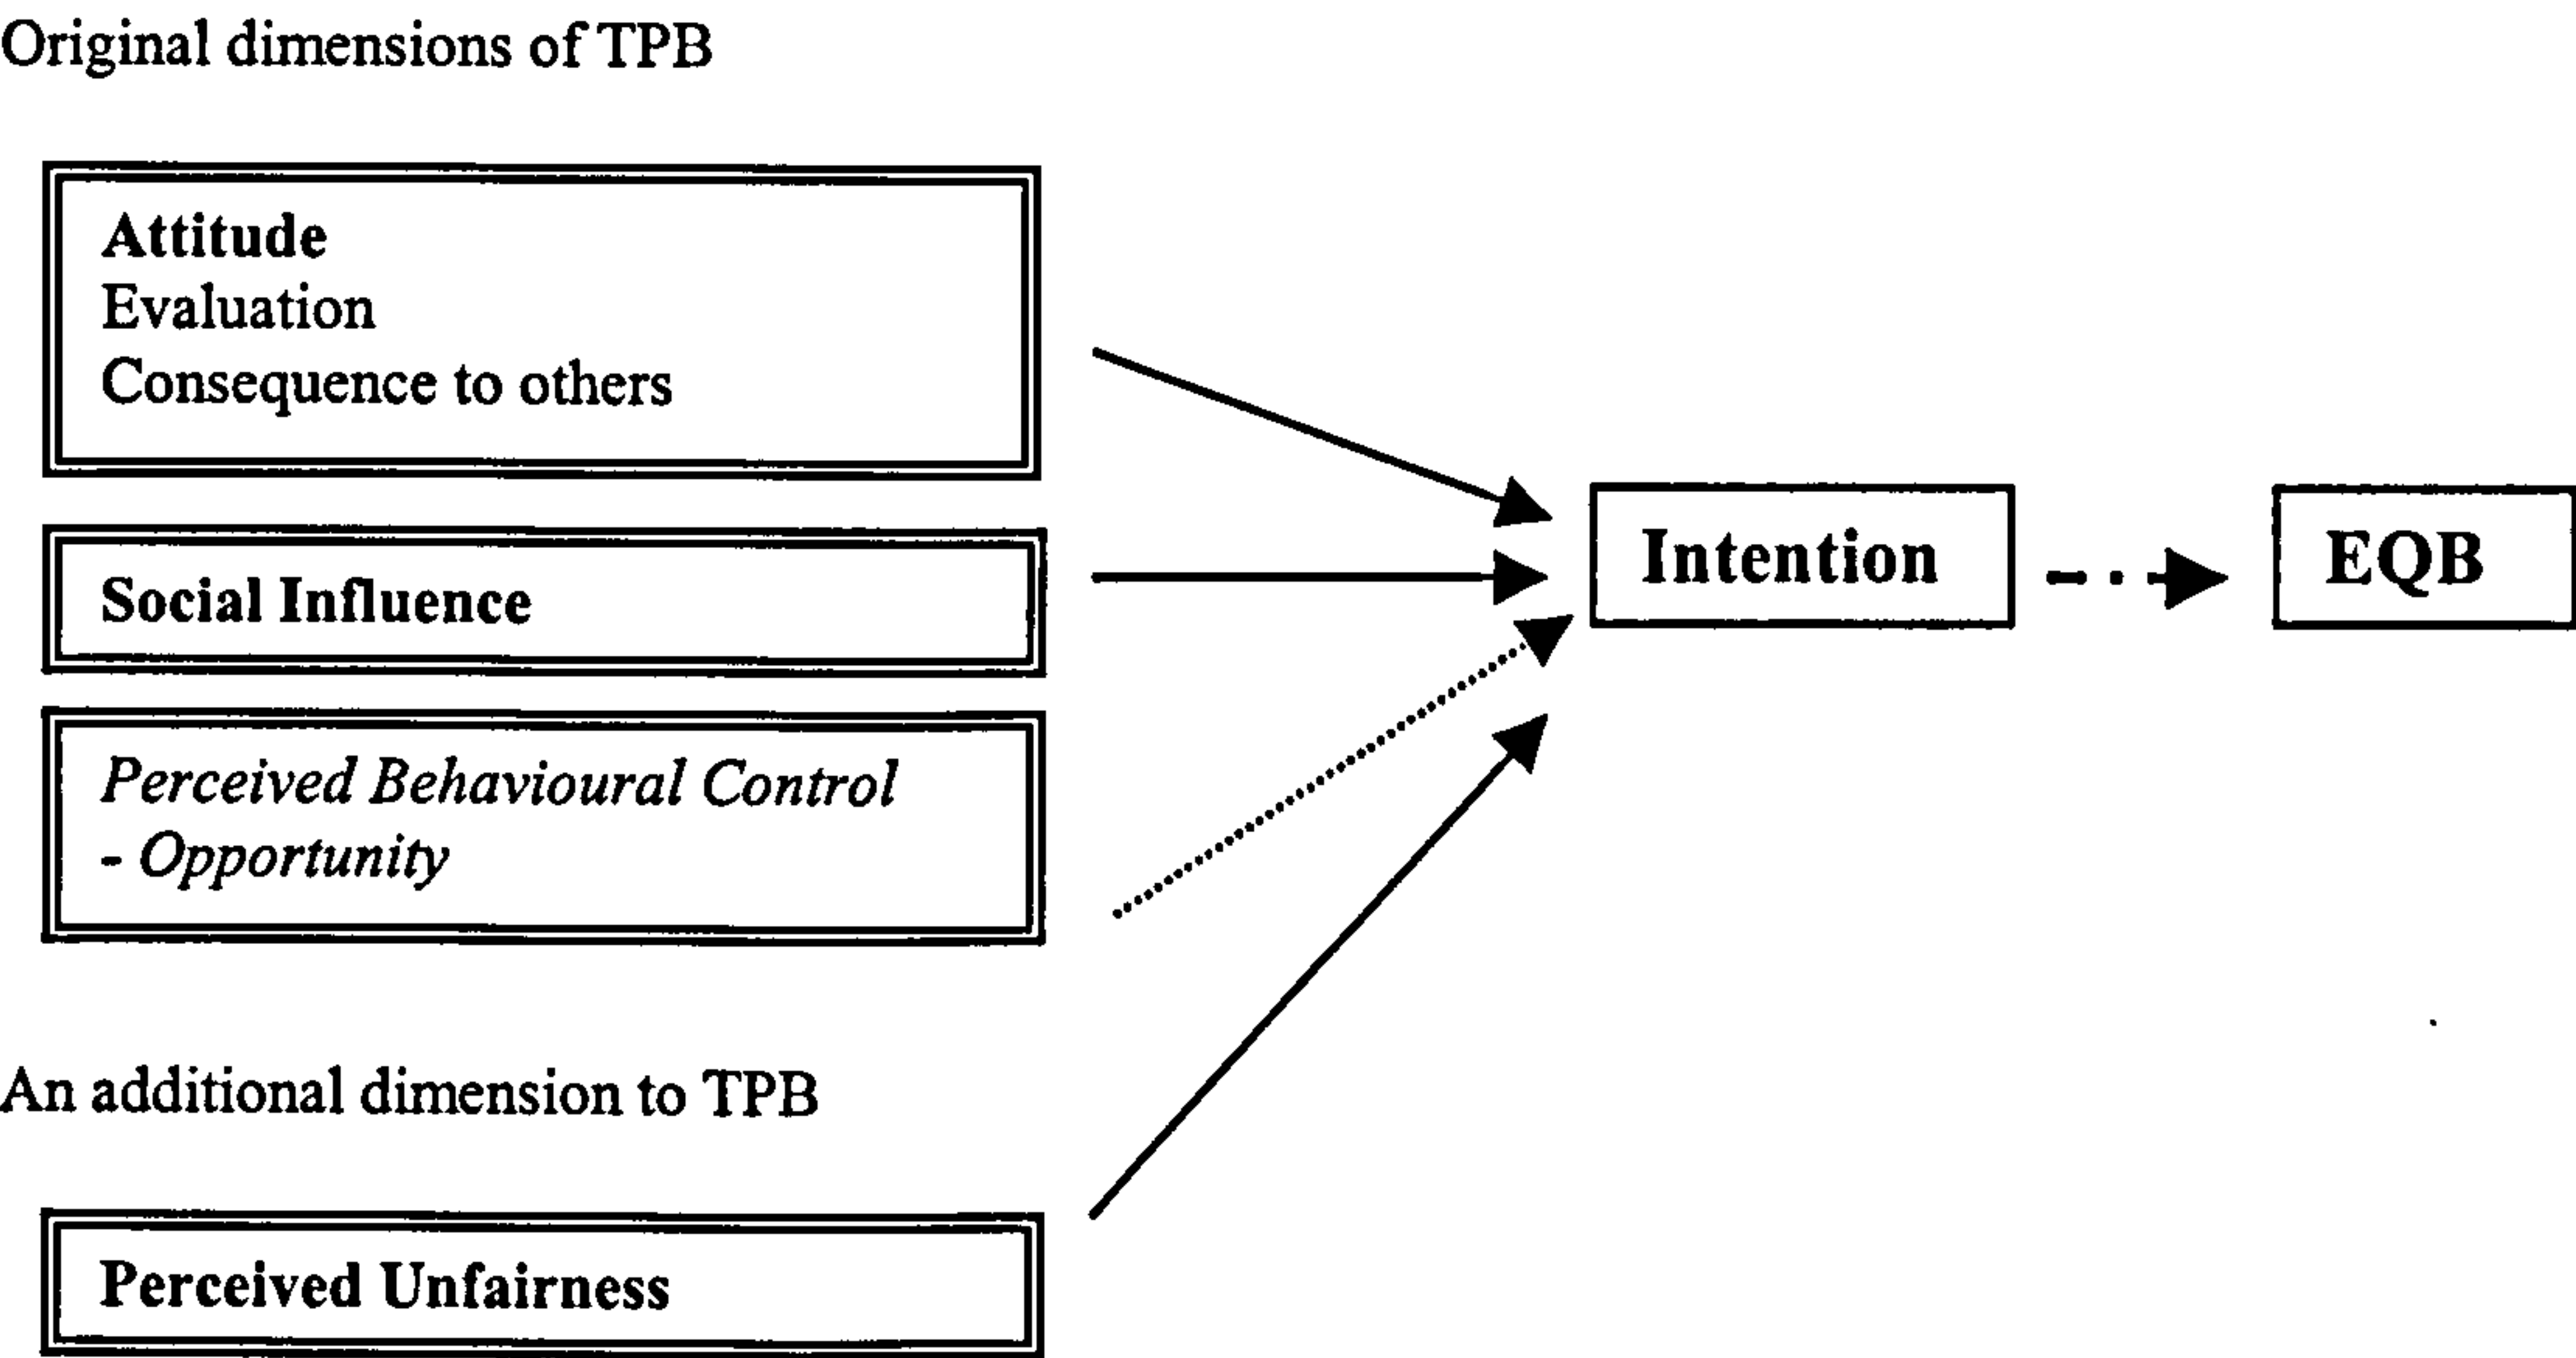 Original dimensions of TPB
Attitude
Evaluation
Consequence to others
Social Influence
Perceived Behavioural Control
- Opportunity
Intention
EQB
An additional dimension to TPB
Perceived Unfairness